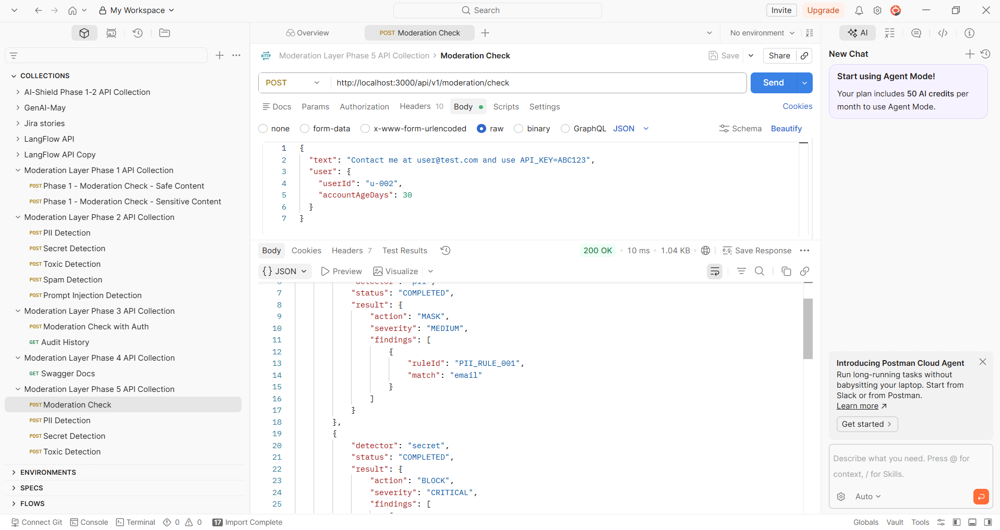 My Workspace
Search
Invite
Upgrade
Overview
POST Moderation Check
No environment
AI
COLLECTIONS
AI-Shield Phase 1-2 API Collection
GenAI-May
Jira stories
LangFlow API
LangFlow API Copy
Moderation Layer Phase 1 API Collection
POST Phase 1 - Moderation Check - Safe Content
POST Phase 1 - Moderation Check - Sensitive Content
Moderation Layer Phase 2 API Collection
POST PII Detection
POST Secret Detection
POST Toxic Detection
POST Spam Detection
POST Prompt Injection Detection
Moderation Layer Phase 3 API Collection
POST Moderation Check with Auth
GET Audit History
Moderation Layer Phase 4 API Collection
GET Swagger Docs
Moderation Layer Phase 5 API Collection
POST Moderation Check
POST PII Detection
POST Secret Detection
POST Toxic Detection
ENVIRONMENTS
SPECS
FLOWS
HTTP Moderation Layer Phase 5 API Collection > Moderation Check
Save
Share
POST http://localhost:3000/api/v1/moderation/check
Send
Docs Params Authorization Headers 10 Body Scripts Settings
Cookies
none form-data x-www-form-urlencoded raw binary GraphQL JSON
Schema Beautify
1 {
2 "text": "Contact me at user@test.com and use API_KEY=ABC123",
3 "user": {
4 "userId": "u-002",
5 "accountAgeDays": 30
6 }
7 }
Body Cookies Headers 7 Test Results
200 OK • 10 ms • 1.04 KB
e.g. Save Response
{} JSON Preview Visualize
6 "detector": "pii",
7 "status": "COMPLETED",
8 "result": {
9 "action": "MASK",
10 "severity": "MEDIUM",
11 "findings": [
12 {
13 "ruleId": "PII_RULE_001",
14 "match": "email"
15 }
16 ]
17 }
18 },
19 {
20 "detector": "secret",
21 "status": "COMPLETED",
22 "result": {
23 "action": "BLOCK",
24 "severity": "CRITICAL",
25 "findings": [
New Chat
Start using Agent Mode!
Your plan includes 50 AI credits per
month to use Agent Mode.
Introducing Postman Cloud Agent
Run long-running tasks without
babysitting your laptop. Start from
Slack or from Postman.
Learn more ↗
Get started >
Describe what you need. Press @ for
context, / for Skills.
Auto
Connect Git Console Terminal 0 0 17 Import Complete
Globals Vault Tools